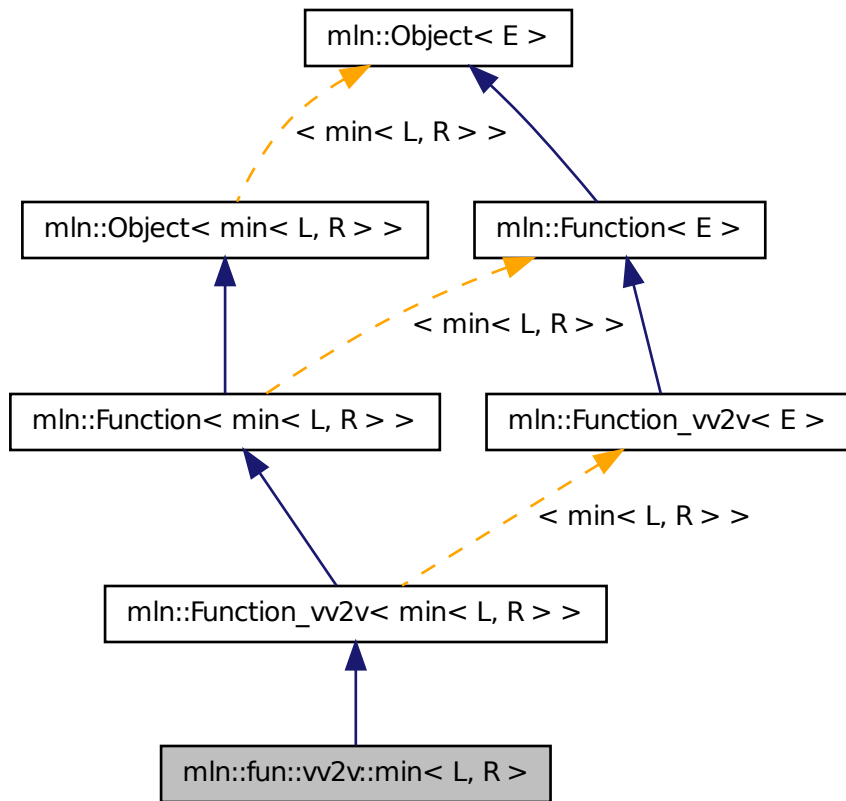 mln::Object< E >
< min< L, R > >
mln::Object< min< L, R > >
mln::Function< E >
< min< L, R > >
mln::Function< min< L, R > >
mln::Function_vv2v< E >
< min< L, R > >
mln::Function_vv2v< min< L, R > >
mln::fun::vv2v::min< L, R >